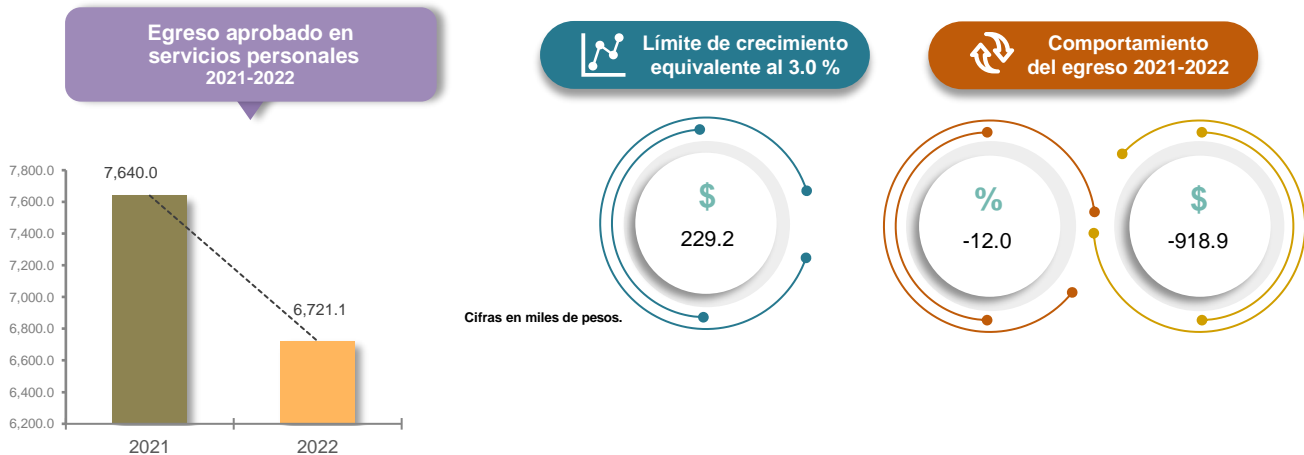 Egreso aprobado en
servicios personales
2021-2022
Límite de crecimiento
equivalente al 3.0 %
Comportamiento
del egreso 2021-2022
7,800.0
7,600.0
7,400.0
7,200.0
7,000.0
6,800.0
6,600.0
6,400.0
6,200.0
7,640.0
6,721.1
2021
2022
$
229.2
%
-12.0
$
-918.9
Cifras en miles de pesos.